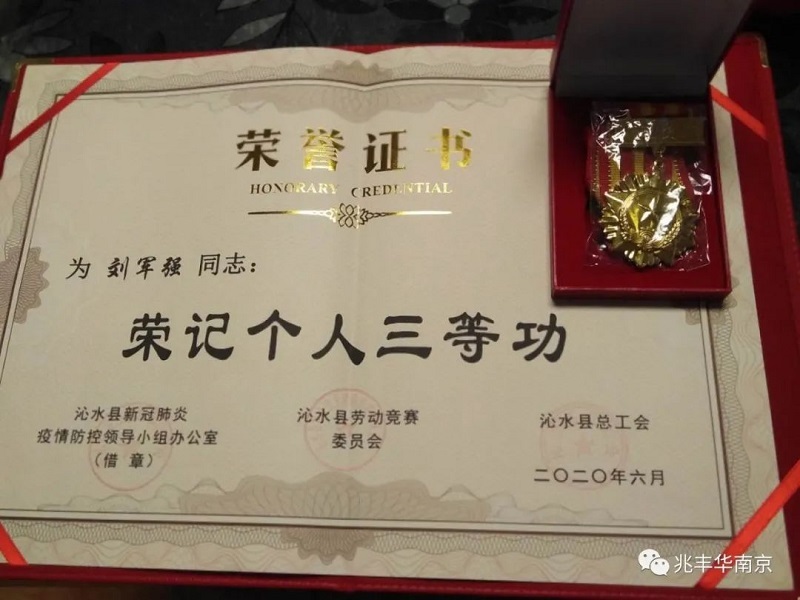 荣誉证书
HONORARY CREDENTIAL
为 刘军强 同志：
荣记个人三等功
沁水县新冠肺炎
疫情防控领导小组办公室
（借 章）
沁水县劳动竞赛
委员会
沁水县总工会
二〇二〇年六月
兆丰华南京